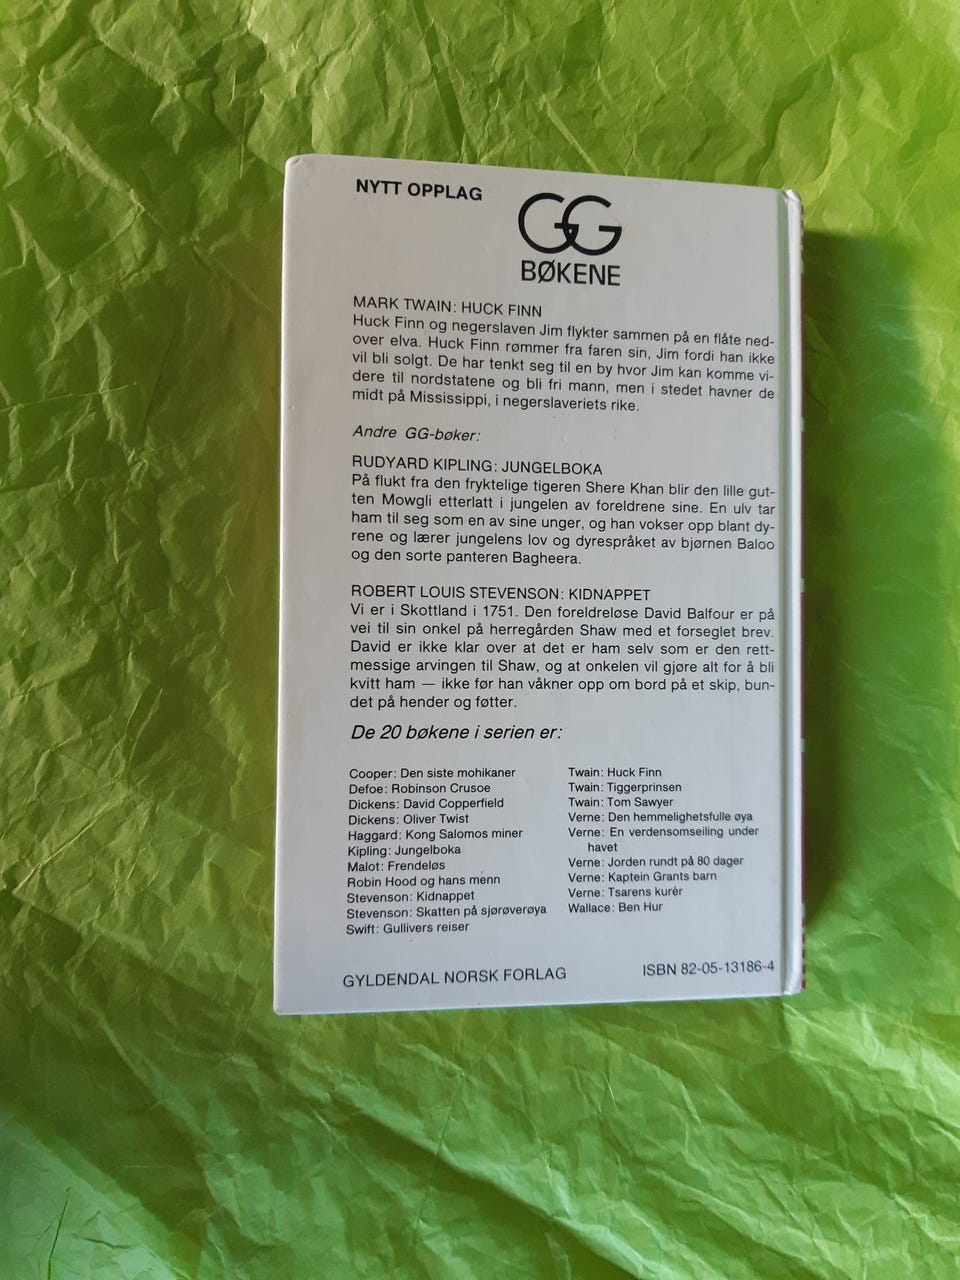 NYTT OPPLAG
GG
BØKENE
MARK TWAIN: HUCK FINN
Huck Finn og negerslaven Jim flykter sammen på en flåte ned-
over elva. Huck Finn rømmer fra faren sin, Jim fordi han ikke
vil bli solgt. De har tenkt seg til en by hvor Jim kan komme vi-
dere til nordstatene og bli fri mann, men i stedet havner de
midt på Mississippi, i negerslaveriets rike.
Andre GG-bøker:
RUDYARD KIPLING: JUNGELBOKA
På flukt fra den fryktelige tigeren Shere Khan blir den lille gut-
ten Mowgli etterlatt i jungelen av foreldrene sine. En ulv tar
ham til seg som en av sine unger, og han vokser opp blant dy-
rene og lærer jungelens lov og dyrespråket av bjørnen Baloo
og den sorte panteren Bagheera.
ROBERT LOUIS STEVENSON: KIDNAPPET
Vi er i Skottland i 1751. Den foreldreløse David Balfour er på
vei til sin onkel på herregården Shaw med et forseglet brev.
David er ikke klar over at det er ham selv som er den rett-
messige arvingen til Shaw, og at onkelen vil gjøre alt for å bli
kvitt ham — ikke før han våkner opp om bord på et skip, bun-
det på hender og føtter.
De 20 bøkene i serien er:
Cooper: Den siste mohikaner
Defoe: Robinson Crusoe
Dickens: David Copperfield
Dickens: Oliver Twist
Haggard: Kong Salomos miner
Kipling: Jungelboka
Malot: Frendeløs
Robin Hood og hans menn
Stevenson: Kidnappet
Stevenson: Skatten på sjørøverøya
Swift: Gullivers reiser
Twain: Huck Finn
Twain: Tiggerprinsen
Twain: Tom Sawyer
Verne: Den hemmelighetsfulle øya
Verne: En verdensomseiling under
havet
Verne: Jorden rundt på 80 dager
Verne: Kaptein Grants barn
Verne: Tsarens kurér
Wallace: Ben Hur
GYLDENDAL NORSK FORLAG
ISBN 82-05-13186-4